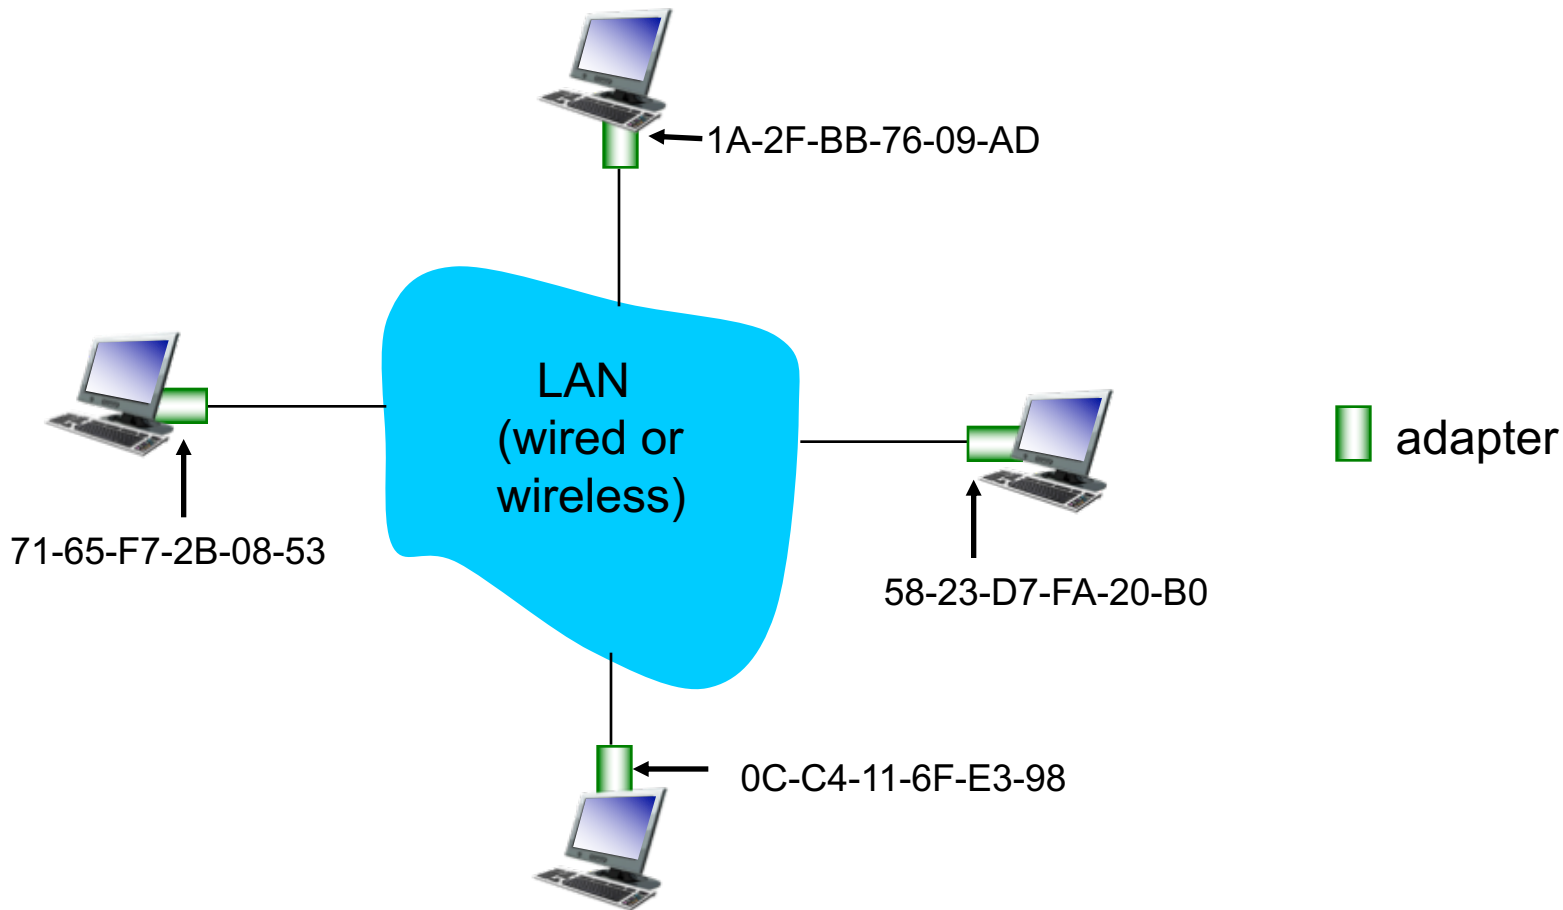 1A-2F-BB-76-09-AD
LAN
(wired or
wireless)
adapter
71-65-F7-2B-08-53
58-23-D7-FA-20-B0
0C-C4-11-6F-E3-98